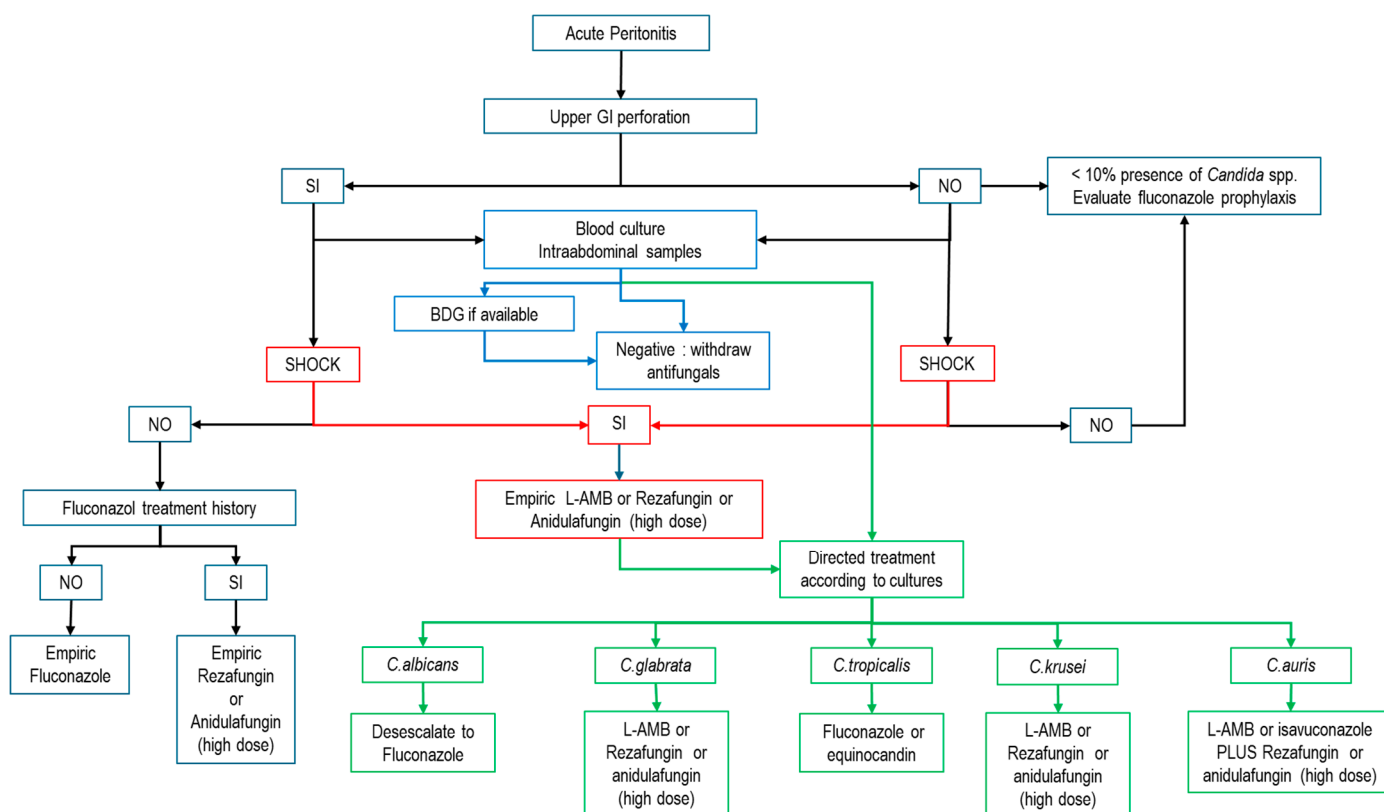 Acute Peritonitis
Upper GI perforation
SI
NO
< 10% presence of Candida spp.
Evaluate fluconazole prophylaxis
Blood culture
Intraabdominal samples
BDG if available
Negative : withdraw
antifungals
SHOCK
SHOCK
NO
SI
NO
Fluconazol treatment history
Empiric L-AMB or Rezafungin or
Anidulafungin (high dose)
NO
SI
Directed treatment
according to cultures
Empiric
Fluconazole
Empiric
Rezafungin
or
Anidulafungin
(high dose)
C.albicans
C.glabrata
C.tropicalis
C.krusei
C.auris
Desescalate to
Fluconazole
L-AMB or
Rezafungin or
anidulafungin
(high dose)
Fluconazole or
equinocandin
L-AMB or
Rezafungin or
anidulafungin
(high dose)
L-AMB or isavuconazole
PLUS Rezafungin or
anidulafungin (high dose)